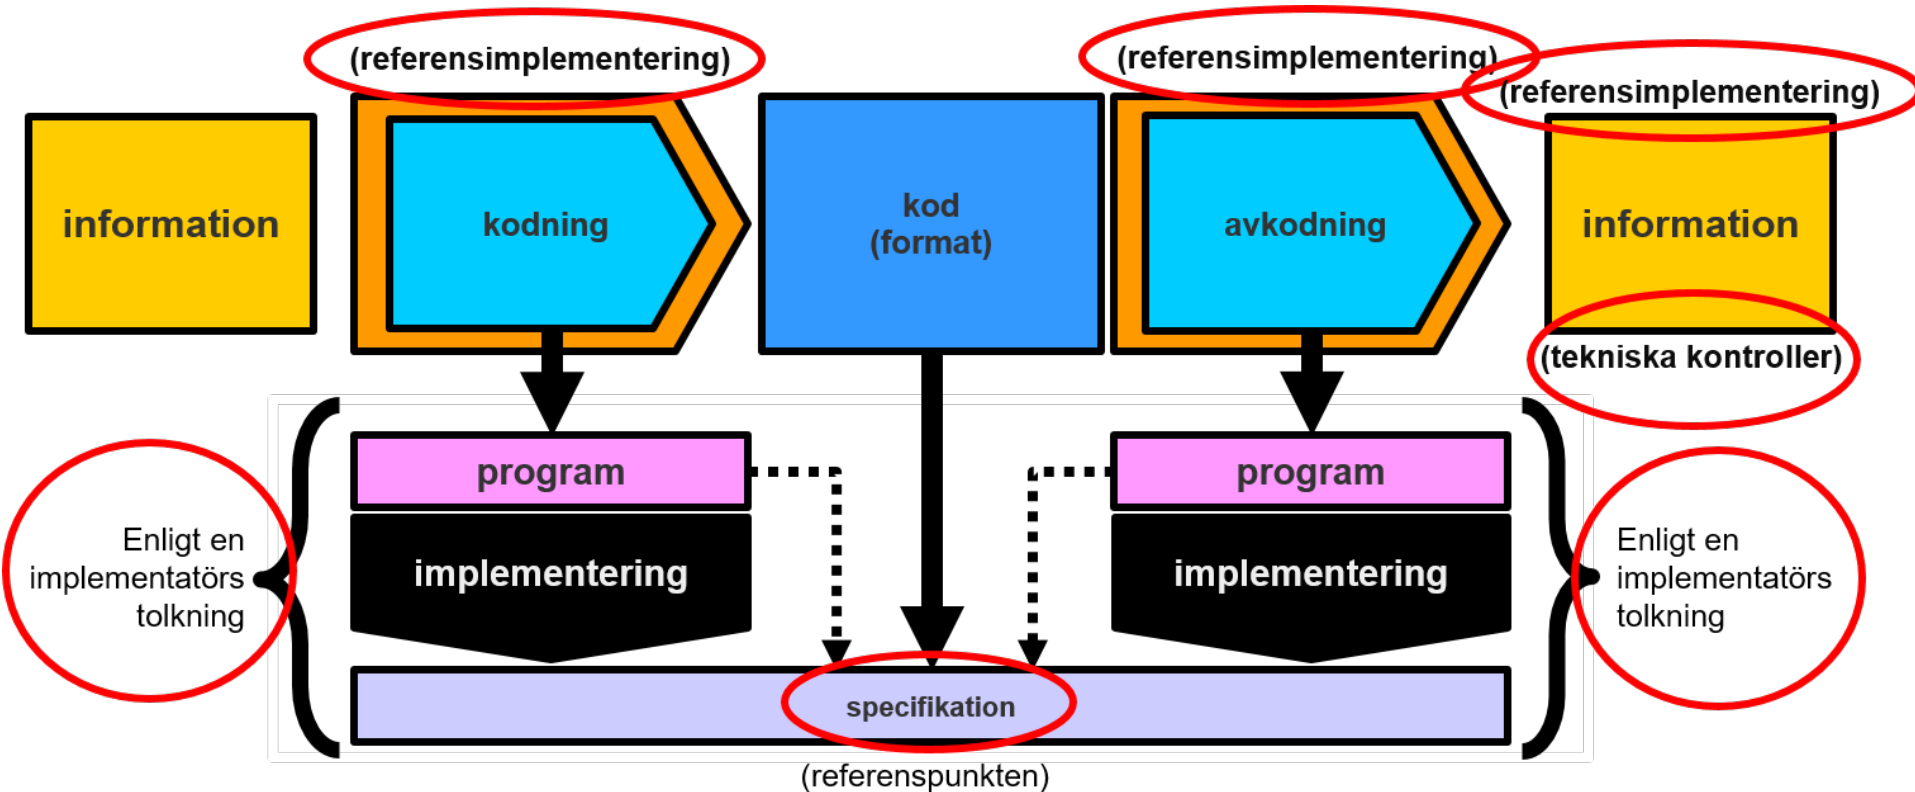 (referensimplementering)
(referensimplementering)
(referensimplementering)
information
kodning
kod
(format)
avkodning
information
(tekniska kontroller)
program
program
Enligt en
implementatörs
tolkning
implementering
implementering
Enligt en
implementatörs
tolkning
specifikation
(referenspunkten)